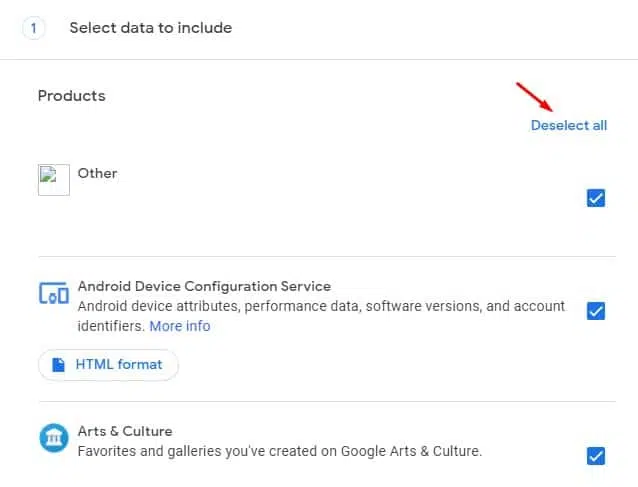 1 Select data to include
Products
Deselect all
Other
Android Device Configuration Service
Android device attributes, performance data, software versions, and account
identifiers. More info
HTML format
Arts & Culture
Favorites and galleries you've created on Google Arts & Culture.